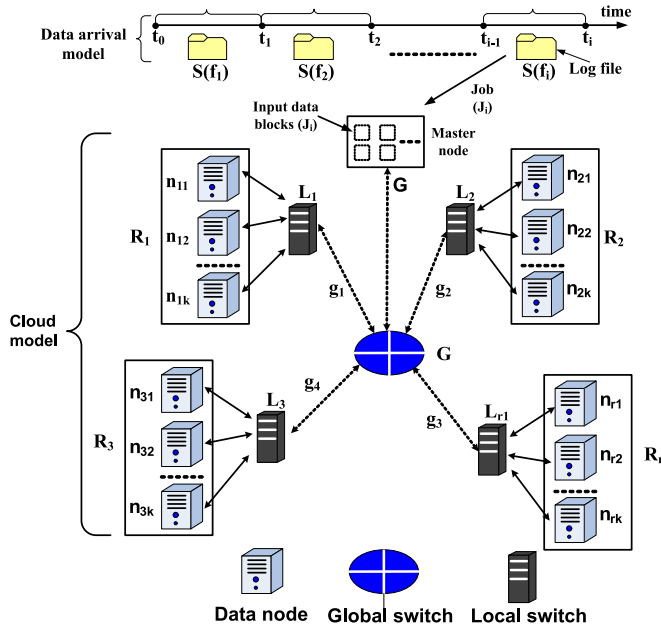 time
Data arrival
model
t0 t1 t2 ti-1 ti
S(f1) S(f2) S(fi)
Log file
Job
(Ji)
Input data
blocks (Ji)
Master
node
G
Cloud
model
R1
n11
n12
n1k
L1
L2
n21
n22
n2k
R2
g1
g2
G
g4
g3
R3
n31
n32
n3k
L3
Lr1
nr1
nr2
nrk
Data node Global switch Local switch